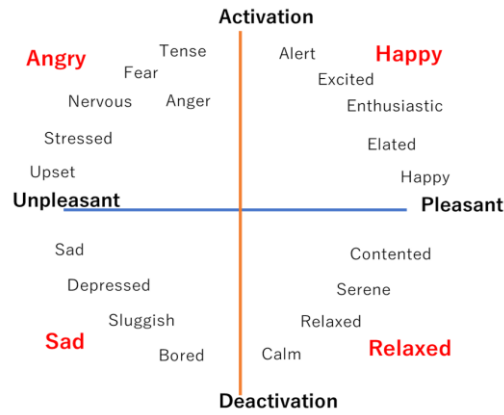 Activation
Tense
Alert
Angry
Happy
Fear
Excited
Nervous
Anger
Enthusiastic
Stressed
Elated
Upset
Happy
Unpleasant
Pleasant
Sad
Contented
Depressed
Serene
Sluggish
Relaxed
Sad
Bored
Calm
Relaxed
Deactivation